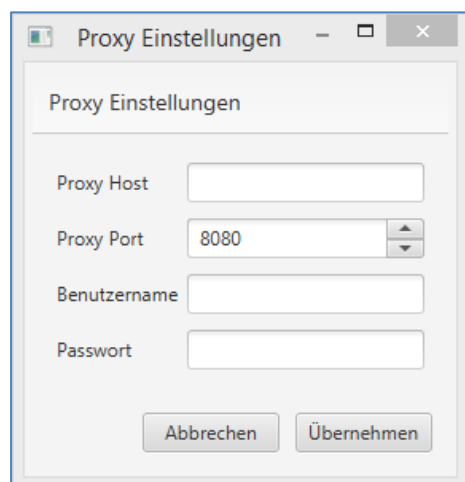 Proxy Einstellungen
Proxy Einstellungen
Proxy Host
Proxy Port 8080
Benutzername
Passwort
Abbrechen Übernehmen